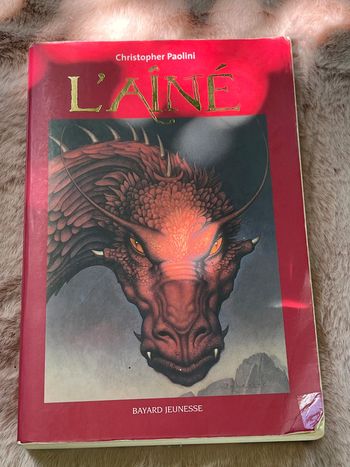 Christopher Paolini
L'AÎNÉ
BAYARD JEUNESSE